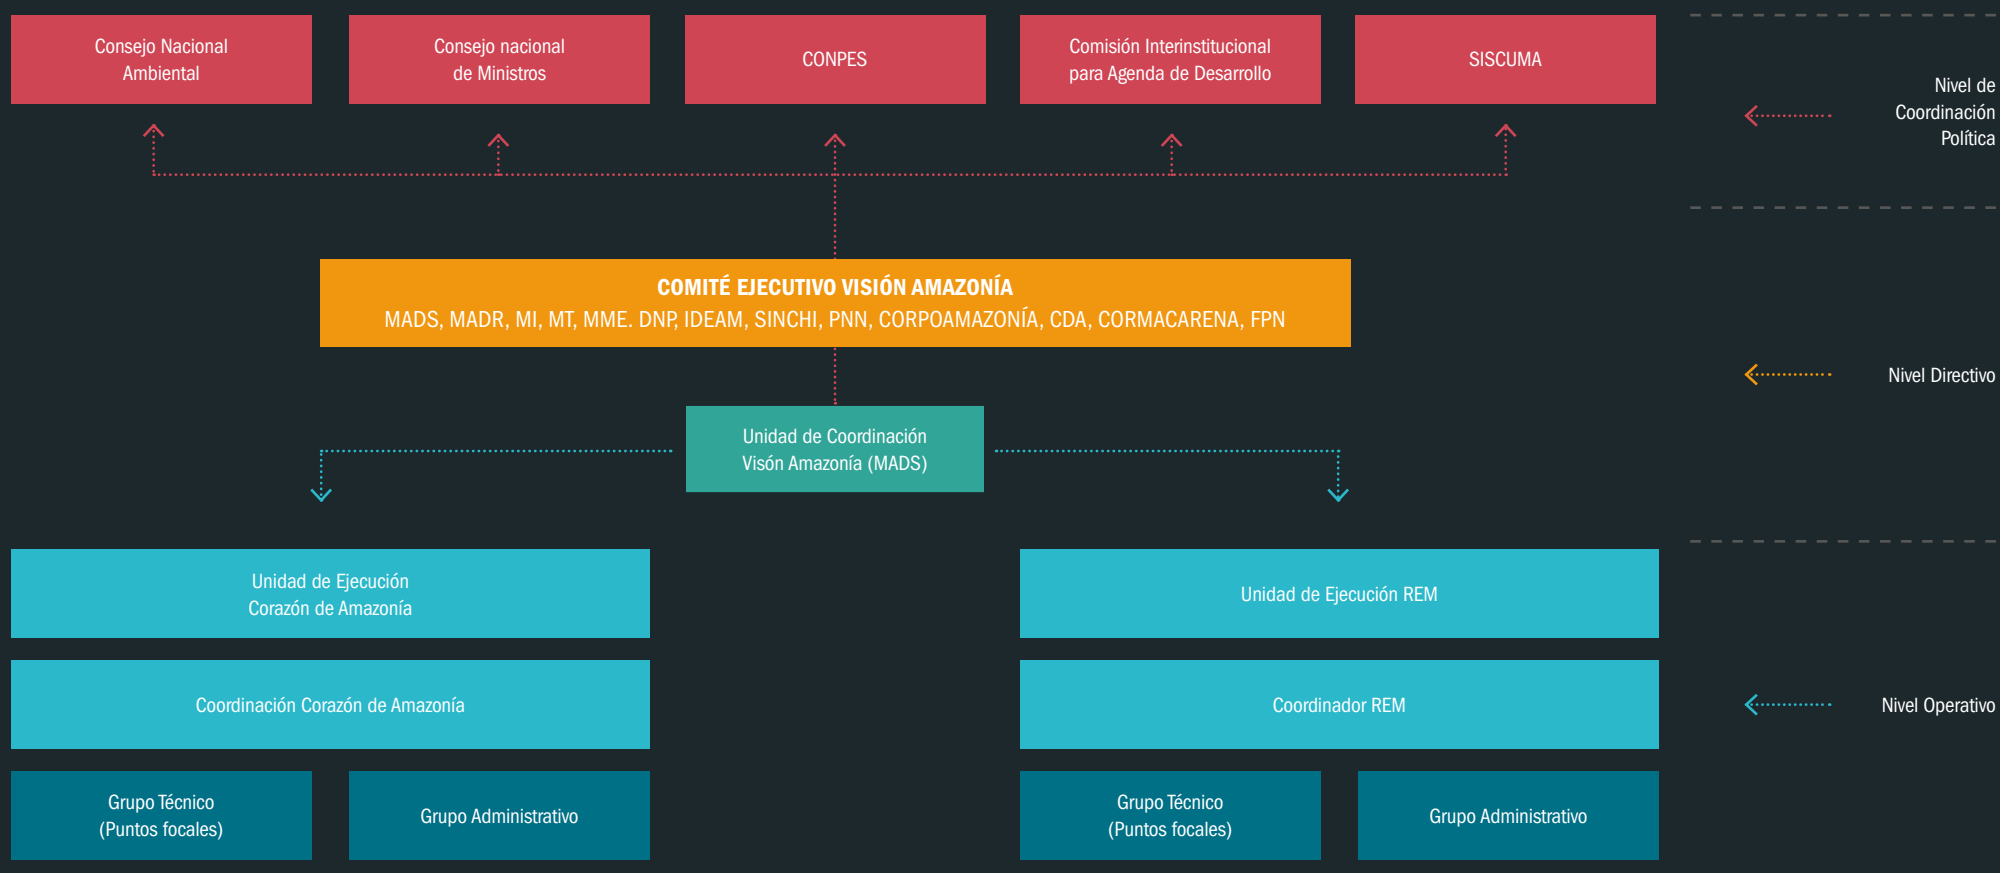 Consejo Nacional
Ambiental
Consejo nacional
de Ministros
CONPES
Comisión Interinstitucional
para Agenda de Desarrollo
SISCUMA
Nivel de
Coordinación
Política
COMITÉ EJECUTIVO VISIÓN AMAZONÍA
MADS, MADR, MI, MT, MME. DNP, IDEAM, SINCHI, PNN, CORPOAMAZONÍA, CDA, CORMACARENA, FPN
Nivel Directivo
Unidad de Coordinación
Visón Amazonía (MADS)
Unidad de Ejecución
Corazón de Amazonía
Unidad de Ejecución REM
Coordinación Corazón de Amazonía
Coordinador REM
Nivel Operativo
Grupo Técnico
(Puntos focales)
Grupo Administrativo
Grupo Técnico
(Puntos focales)
Grupo Administrativo